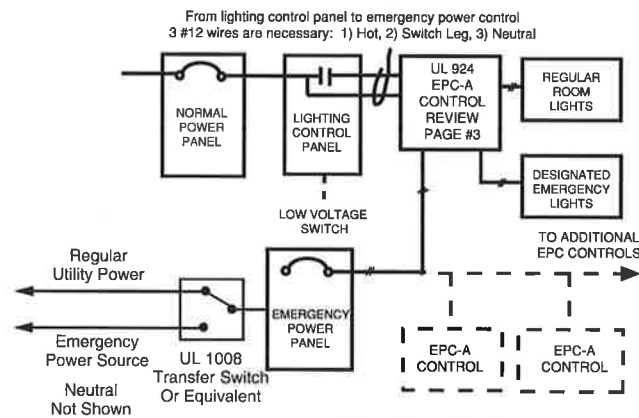 From lighting control panel to emergency power control
3 #12 wires are necessary: 1) Hot, 2) Switch Leg, 3) Neutral
NORMAL
POWER
PANEL
LIGHTING
CONTROL
PANEL
UL 924
EPC-A
CONTROL
REVIEW
PAGE #3
REGULAR
ROOM
LIGHTS
DESIGNATED
EMERGENCY
LIGHTS
LOW VOLTAGE
SWITCH
TO ADDITIONAL
EPC CONTROLS
Regular
Utility Power
Emergency
Power Source
Neutral
Not Shown
UL 1008
Transfer Switch
Or Equivalent
EMERGENCY
POWER
PANEL
EPC-A
CONTROL
EPC-A
CONTROL